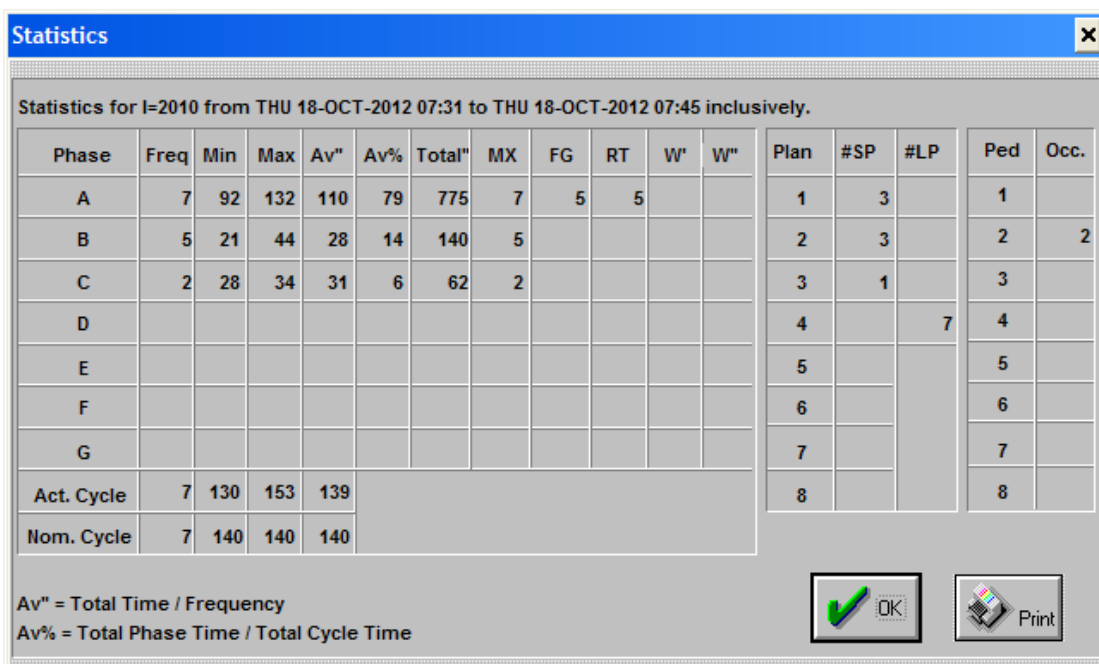 Statistics
Statistics for I=2010 from THU 18-OCT-2012 07:31 to THU 18-OCT-2012 07:45 inclusively.
Phase Freq Min Max Av" Av% Total" MX FG RT W' W" Plan #SP #LP Ped Occ.
A 7 92 132 110 79 775 7 5 5 1 3 1
B 5 21 44 28 14 140 5 2 3 2 2
C 2 28 34 31 6 62 2 3 1 3
D 4 7 4
E 5 5
F 6 6
G 7 7
Act. Cycle 7 130 153 139 8 8
Nom. Cycle 7 140 140 140
Av" = Total Time / Frequency
Av% = Total Phase Time / Total Cycle Time
OK
Print